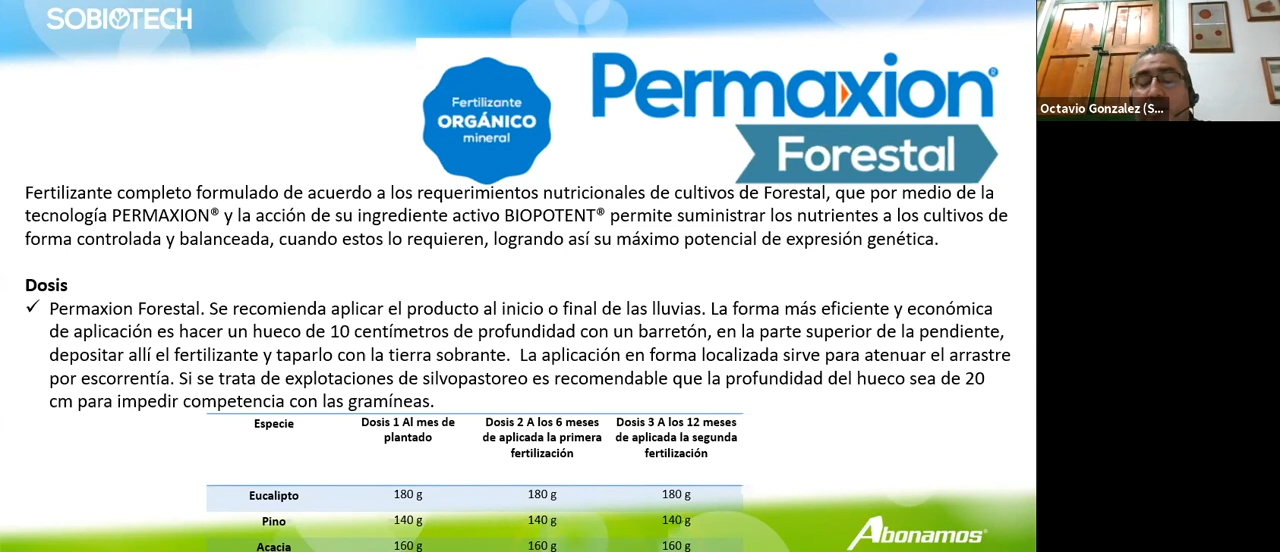 SOBIOTECH
Fertilizante
ORGÁNICO
mineral
Permaxion®
Forestal
Octavio Gonzalez (S...
Fertilizante completo formulado de acuerdo a los requerimientos nutricionales de cultivos de Forestal, que por medio de la
tecnología PERMAXION® y la acción de su ingrediente activo BIOPOTENT® permite suministrar los nutrientes a los cultivos de
forma controlada y balanceada, cuando estos lo requieren, logrando así su máximo potencial de expresión genética.
Dosis
✓ Permaxion Forestal. Se recomienda aplicar el producto al inicio o final de las lluvias. La forma más eficiente y económica
de aplicación es hacer un hueco de 10 centímetros de profundidad con un barretón, en la parte superior de la pendiente,
depositar allí el fertilizante y taparlo con la tierra sobrante. La aplicación en forma localizada sirve para atenuar el arrastre
por escorrentía. Si se trata de explotaciones de silvopastoreo es recomendable que la profundidad del hueco sea de 20
cm para impedir competencia con las gramíneas.
Especie Dosis 1 Al mes de Dosis 2 A los 6 meses Dosis 3 A los 12 meses
plantado de aplicada la primera de aplicada la segunda
fertilización fertilización
Eucalipto 180 g 180 g 180 g
Pino 140 g 140 g 140 g
Acacia 160 g 160 g 160 g
Abonamos®